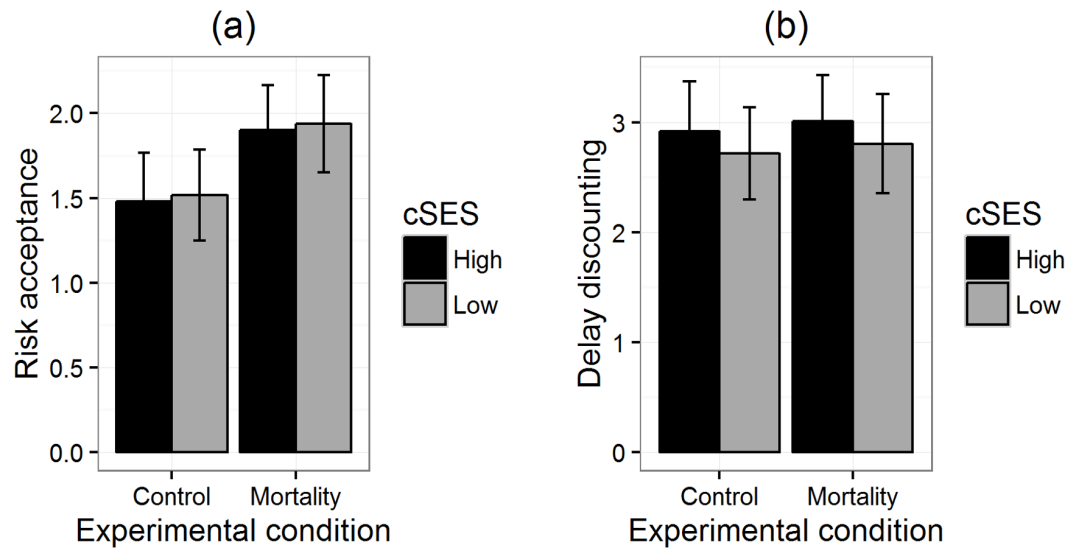 (a)
Risk acceptance
2.0
1.5
1.0
0.5
0.0
Control Mortality
Experimental condition
cSES
High
Low
(b)
Delay discounting
3
2
1
0
Control Mortality
Experimental condition
cSES
High
Low